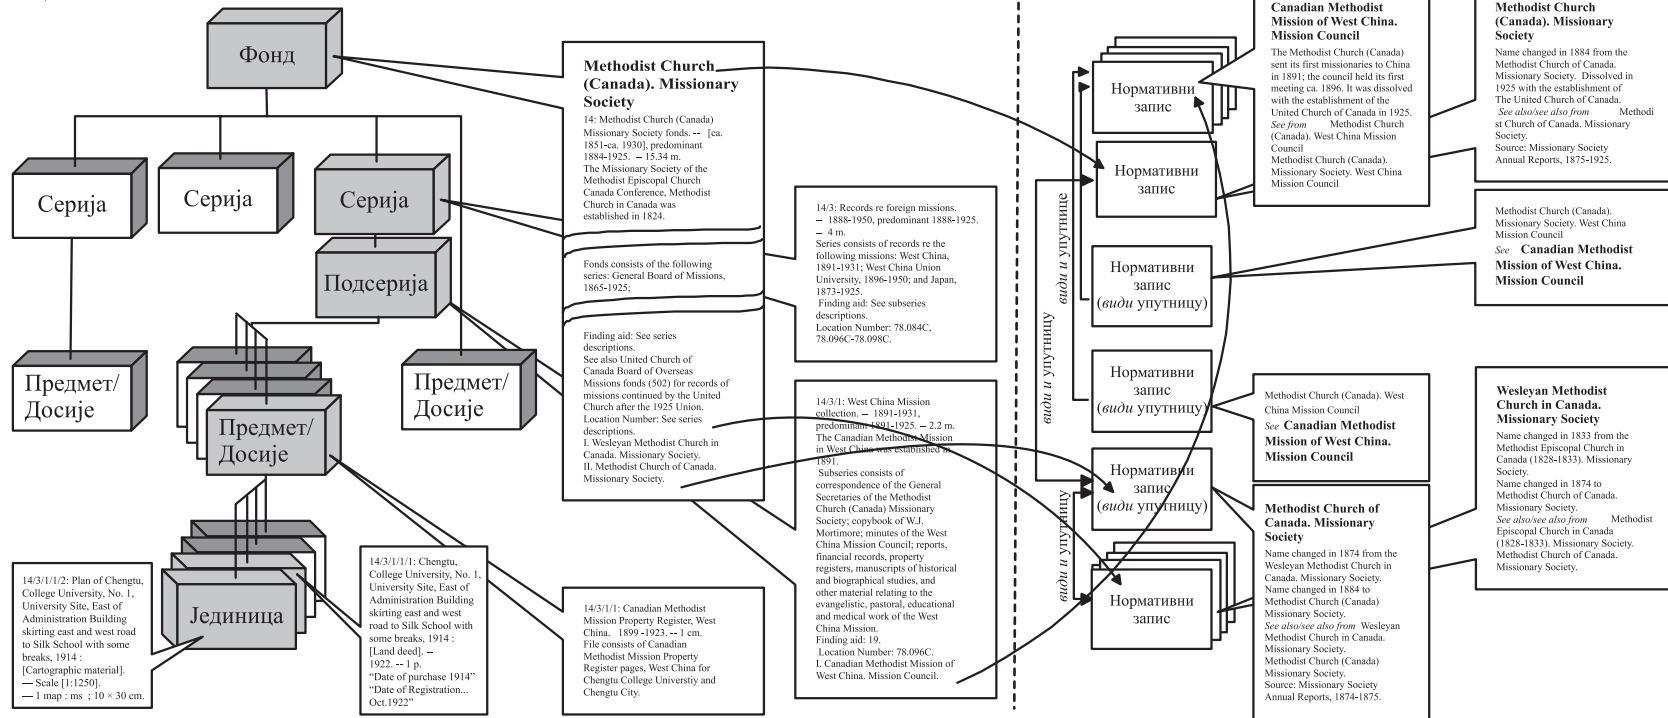 Фонд
Серија
Серија
Серија
Подсерија
Предмет/
Досије
Предмет/
Досије
Предмет/
Досије
Јединица
14/3/1/1/2: Plan of Chengtu,
College University, No. 1,
University Site, East of
Administration Building
skirting east and west road
to Silk School with some
breaks, 1914 :
[Cartographic material].
— Scale [1:1250].
— 1 map : ms ; 10 × 30 cm.
14/3/1/1/1: Chengtu,
College University, No. 1,
University Site, East of
Administration Building
skirting east and west
road to Silk School with
some breaks, 1914 :
[Land deed]. –
1922. -- 1 p.
“Date of purchase 1914”
“Date of Registration...
Oct.1922”
Methodist Church
(Canada). Missionary
Society
14: Methodist Church (Canada)
Missionary Society fonds. -- [ca.
1851-ca. 1930], predominant
1884-1925. – 15.34 m.
The Missionary Society of the
Methodist Episcopal Church
Canada Conference, Methodist
Church in Canada was
established in 1824.
Fonds consists of the following
series: General Board of Missions,
1865-1925;
Finding aid: See series
descriptions.
See also United Church of
Canada Board of Overseas
Missions fonds (502) for records of
missions continued by the United
Church after the 1925 Union.
Location Number: See series
descriptions.
I. Wesleyan Methodist Church in
Canada. Missionary Society.
II. Methodist Church of Canada.
Missionary Society.
14/3/1/1: Canadian Methodist
Mission Property Register, West
China. 1899 -1923. -- 1 cm.
File consists of Canadian
Methodist Mission Property
Register pages, West China for
Chengtu College Universtiy and
Chengtu City.
14/3: Records re foreign missions.
– 1888-1950, predominant 1888-1925.
– 4 m.
Series consists of records re the
following missions: West China,
1891-1931; West China Union
University, 1896-1950; and Japan,
1873-1925.
Finding aid: See subseries
descriptions.
Location Number: 78.084C,
78.096C-78.098C.
14/3/1: West China Mission
collection. – 1891-1931,
predominant 1891-1925. – 2.2 m.
The Canadian Methodist Mission
in West China was established in
1891.
Subseries consists of
correspondence of the General
Secretaries of the Methodist
Church (Canada) Missionary
Society; copybook of W.J.
Mortimore; minutes of the West
China Mission Council; reports,
financial records, property
registers, manuscripts of historical
and biographical studies, and
other material relating to the
evangelistic, pastoral, educational
and medical work of the West
China Mission.
Finding aid: 19.
Location Number: 78.096C.
I. Canadian Methodist Mission of
West China. Mission Council.
види и упутнице
види и упутницу
види и упутницу
Нормативни
запис
Нормативни
запис
Нормативни
запис
(види упутницу)
Нормативни
запис
(види упутницу)
Нормативни
запис
(види упутницу)
Нормативни
запис
Canadian Methodist
Mission of West China.
Mission Council
The Methodist Church (Canada)
sent its first missionaries to China
in 1891; the council held its first
meeting ca. 1896. It was dissolved
with the establishment of the
United Church of Canada in 1925.
See from Methodist Church
(Canada). West China Mission
Council
Methodist Church (Canada).
Missionary Society. West China
Mission Council
Methodist Church
(Canada). Missionary
Society
Name changed in 1884 from the
Methodist Church of Canada.
Missionary Society. Dissolved in
1925 with the establishment of
The United Church of Canada.
See also/see also from Methodi
st Church of Canada. Missionary
Society.
Source: Missionary Society
Annual Reports, 1875-1925.
Methodist Church (Canada).
Missionary Society. West China
Mission Council
See Canadian Methodist
Mission of West China.
Mission Council
Methodist Church (Canada). West
China Mission Council
See Canadian Methodist
Mission of West China.
Mission Council
Methodist Church of
Canada. Missionary
Society
Name changed in 1874 from the
Wesleyan Methodist Church in
Canada. Missionary Society.
Name changed in 1884 to
Methodist Church (Canada)
Missionary Society.
See also/see also from Wesleyan
Methodist Church in Canada.
Missionary Society.
Methodist Church (Canada)
Missionary Society.
Source: Missionary Society
Annual Reports, 1874-1875.
Wesleyan Methodist
Church in Canada.
Missionary Society
Name changed in 1833 from the
Methodist Episcopal Church in
Canada (1828-1833). Missionary
Society.
Name changed in 1874 to
Methodist Church of Canada.
Missionary Society.
See also/see also from Methodist
Episcopal Church in Canada
(1828-1833). Missionary Society.
Methodist Church of Canada.
Missionary Society.